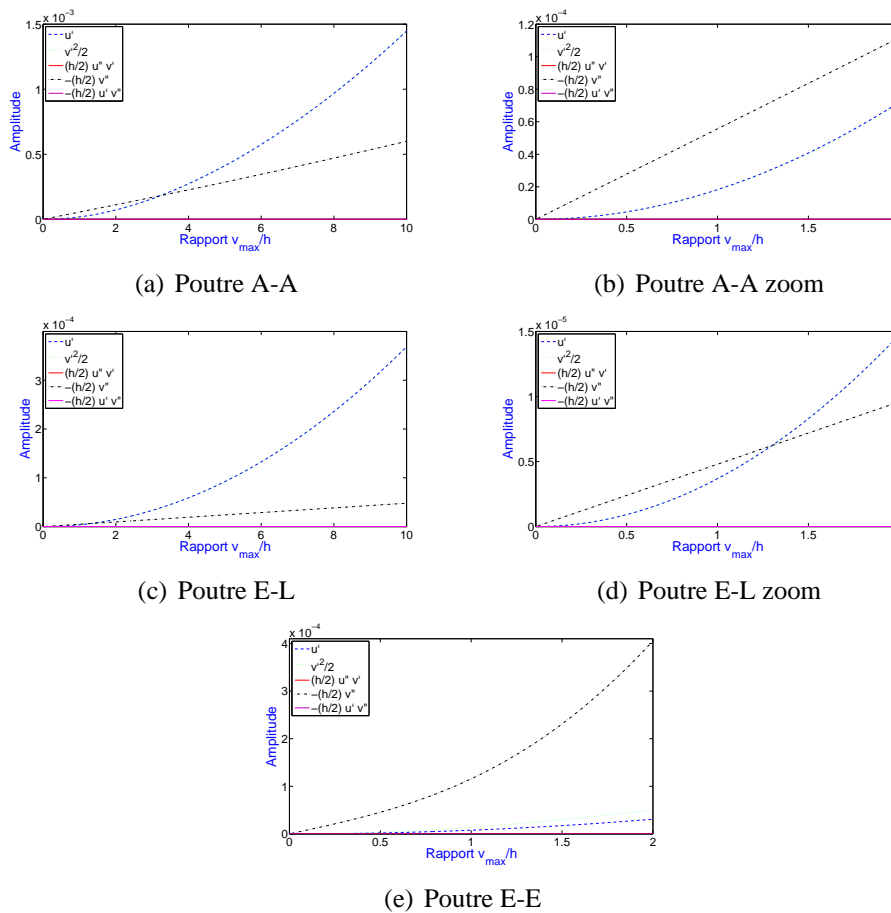 x 10⁻³
1.5
1
0.5
0
0 2 4 6 8 10
Amplitude
Rapport v_max/h
u'
v'²/2
(h/2) u" v'
−(h/2) v"
−(h/2) u' v"
(a) Poutre A-A
x 10⁻⁴
1.2
1
0.8
0.6
0.4
0.2
0
0 0.5 1 1.5
Amplitude
Rapport v_max/h
u'
v'²/2
(h/2) u" v'
−(h/2) v"
−(h/2) u' v"
(b) Poutre A-A zoom
x 10⁻⁴
3
2
1
0
0 2 4 6 8 10
Amplitude
Rapport v_max/h
u'
v'²/2
(h/2) u" v'
−(h/2) v"
−(h/2) u' v"
(c) Poutre E-L
x 10⁻⁵
1.5
1
0.5
0
0 0.5 1 1.5
Amplitude
Rapport v_max/h
u'
v'²/2
(h/2) u" v'
−(h/2) v"
−(h/2) u' v"
(d) Poutre E-L zoom
x 10⁻⁴
4
3
2
1
0
0 0.5 1 1.5 2
Amplitude
Rapport v_max/h
u'
v'²/2
(h/2) u" v'
−(h/2) v"
−(h/2) u' v"
(e) Poutre E-E